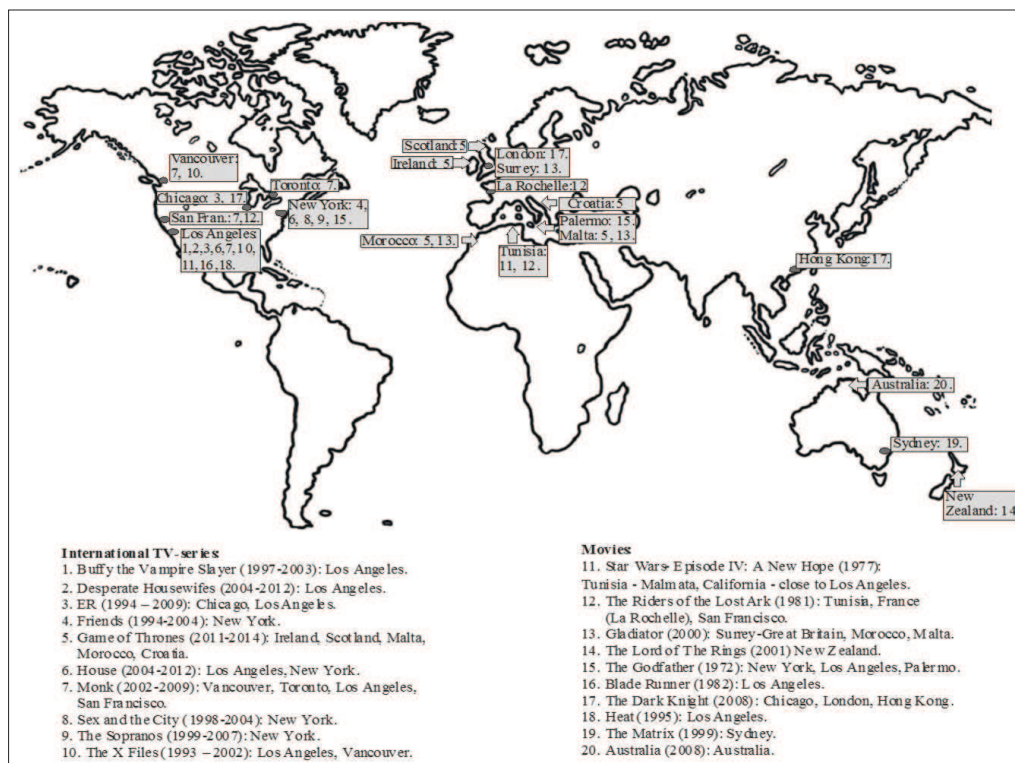 Scotland: 5
Ireland: 5.
London: 17.
Surrey: 13.
La Rochelle:12
Croatia: 5
Palermo: 15.
Malta: 5, 13.
Morocco: 5, 13.
Tunisia:
11, 12.
Vancouver:
7, 10.
Toronto: 7.
Chicago: 3, 17.
New York: 4,
6, 8, 9, 15.
San Fran.: 7,12.
Los Angeles:
1,2,3,6,7,10,
11,16,18.
Hong Kong: 17.
Australia: 20.
Sydney: 19.
New
Zealand: 14
International TV-series:
1. Buffy the Vampire Slayer (1997-2003): Los Angeles.
2. Desperate Housewifes (2004-2012): Los Angeles.
3. ER (1994 – 2009): Chicago, Los Angeles.
4. Friends (1994-2004): New York.
5. Game of Thrones (2011-2014): Ireland, Scotland, Malta,
Morocco, Croatia.
6. House (2004-2012): Los Angeles, New York.
7. Monk (2002-2009): Vancouver, Toronto, Los Angeles,
San Francisco.
8. Sex and the City (1998-2004): New York.
9. The Sopranos (1999-2007): New York.
10. The X Files (1993 – 2002): Los Angeles, Vancouver.
Movies:
11. Star Wars- Episode IV: A New Hope (1977):
Tunisia - Malmata, California - close to Los Angeles.
12. The Riders of the Lost Ark (1981) : Tunisia, France
(La Rochelle), San Francisco.
13. Gladiator (2000): Surrey-Great Britain, Morocco, Malta.
14. The Lord of The Rings (2001) New Zealand.
15. The Godfather (1972): New York, Los Angeles, Palermo.
16. Blade Runner (1982): Los Angeles.
17. The Dark Knight (2008): Chicago, London, Hong Kong.
18. Heat (1995): Los Angeles.
19. The Matrix (1999): Sydney.
20. Australia (2008): Australia.